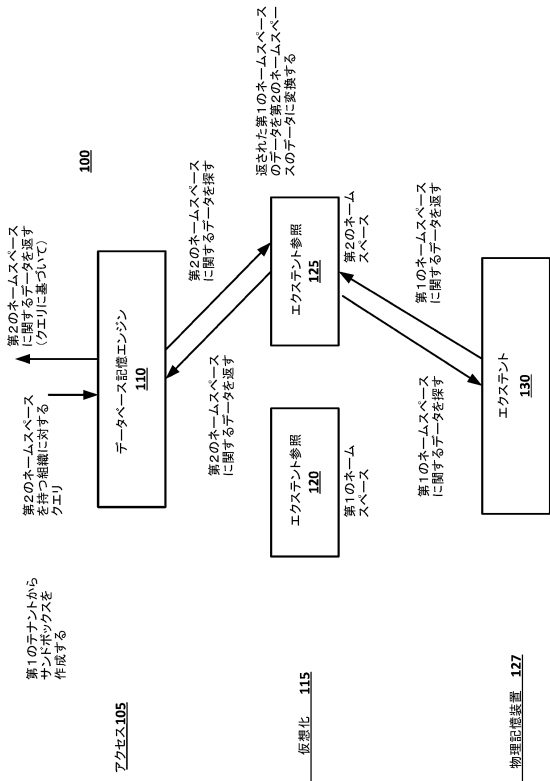 100
第1のテナントから
サンドボックスを
作成する
第2のネームスペース
を持つ組織に対する
クエリ
第2のネームスペース
に関するデータを返す
（クエリに基づいて）
アクセス105
データベース記憶エンジン
110
第2のネームスペース
に関するデータを返す
第2のネームスペース
に関するデータを探す
仮想化 115
エクステント参照
120
第1のネーム
スペース
エクステント参照
125
第2のネーム
スペース
返された第1のネームスペース
のデータを第2のネームスペー
スのデータに変換する
第1のネームスペース
に関するデータを探す
第1のネームスペース
に関するデータを返す
物理記憶装置 127
エクステント
130